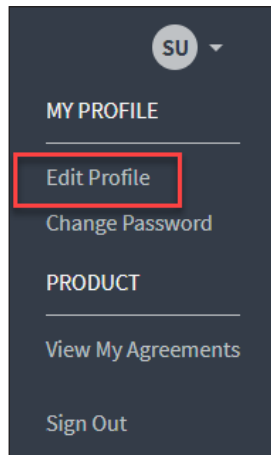 SU
MY PROFILE
Edit Profile
Change Password
PRODUCT
View My Agreements
Sign Out